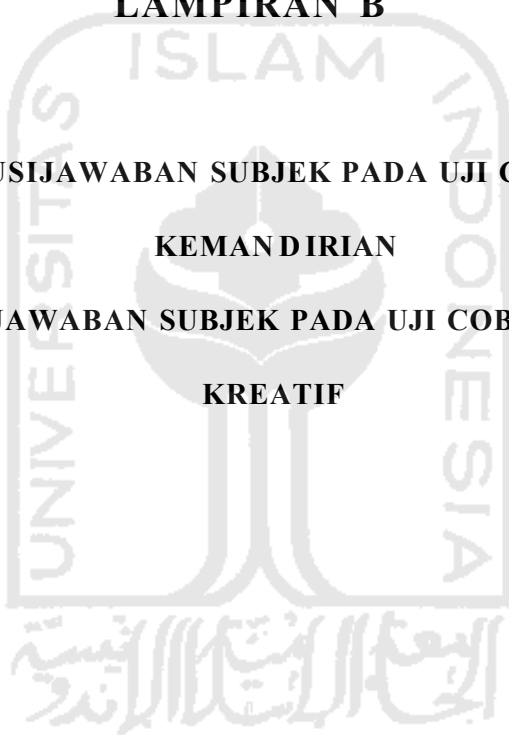 LAMPIRAN B
ISLAM
UNIVERSITAS
INDONESIA
USIJAWABAN SUBJEK PADA UJI C
KEMANDIRIAN
JAWABAN SUBJEK PADA UJI COB
KREATIF